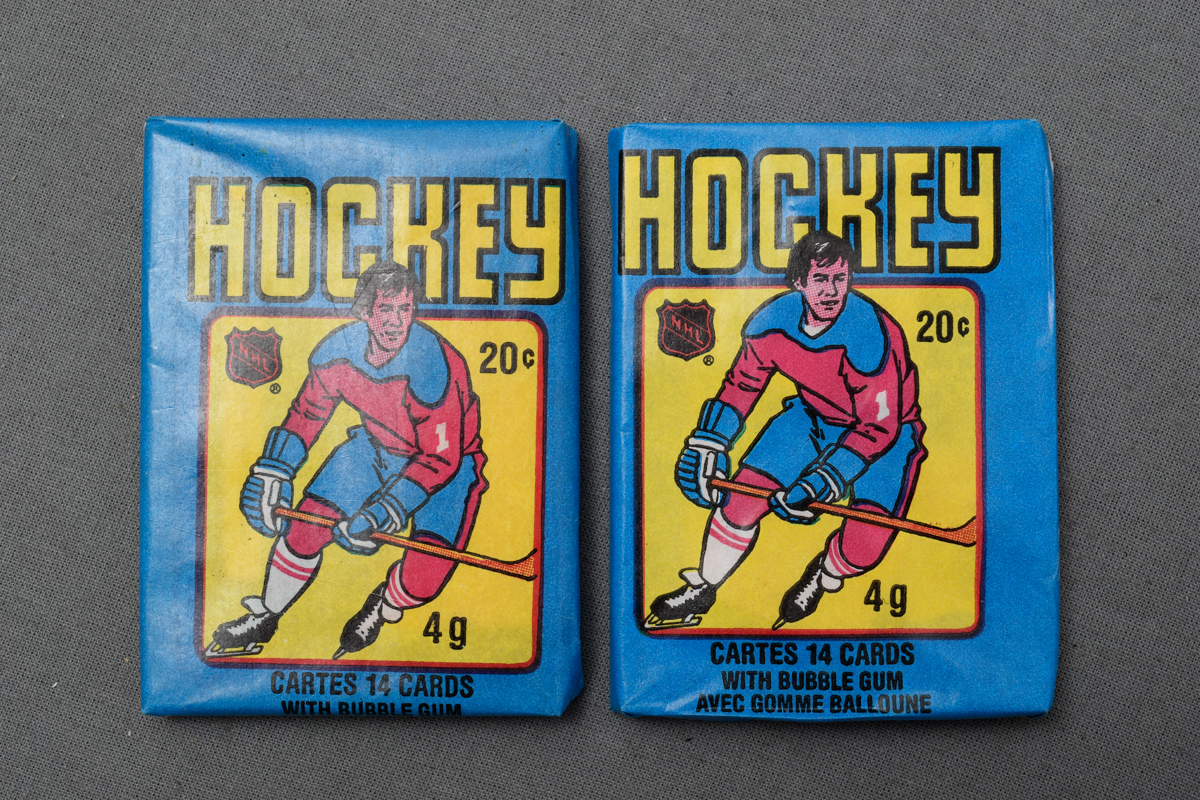 HOCKEY
NHL
®
20¢
1
4g
CARTES 14 CARDS
WITH BUBBLE GUM
HOCKEY
NHL
®
20¢
1
4g
CARTES 14 CARDS
WITH BUBBLE GUM
AVEC GOMME BALLOUNE